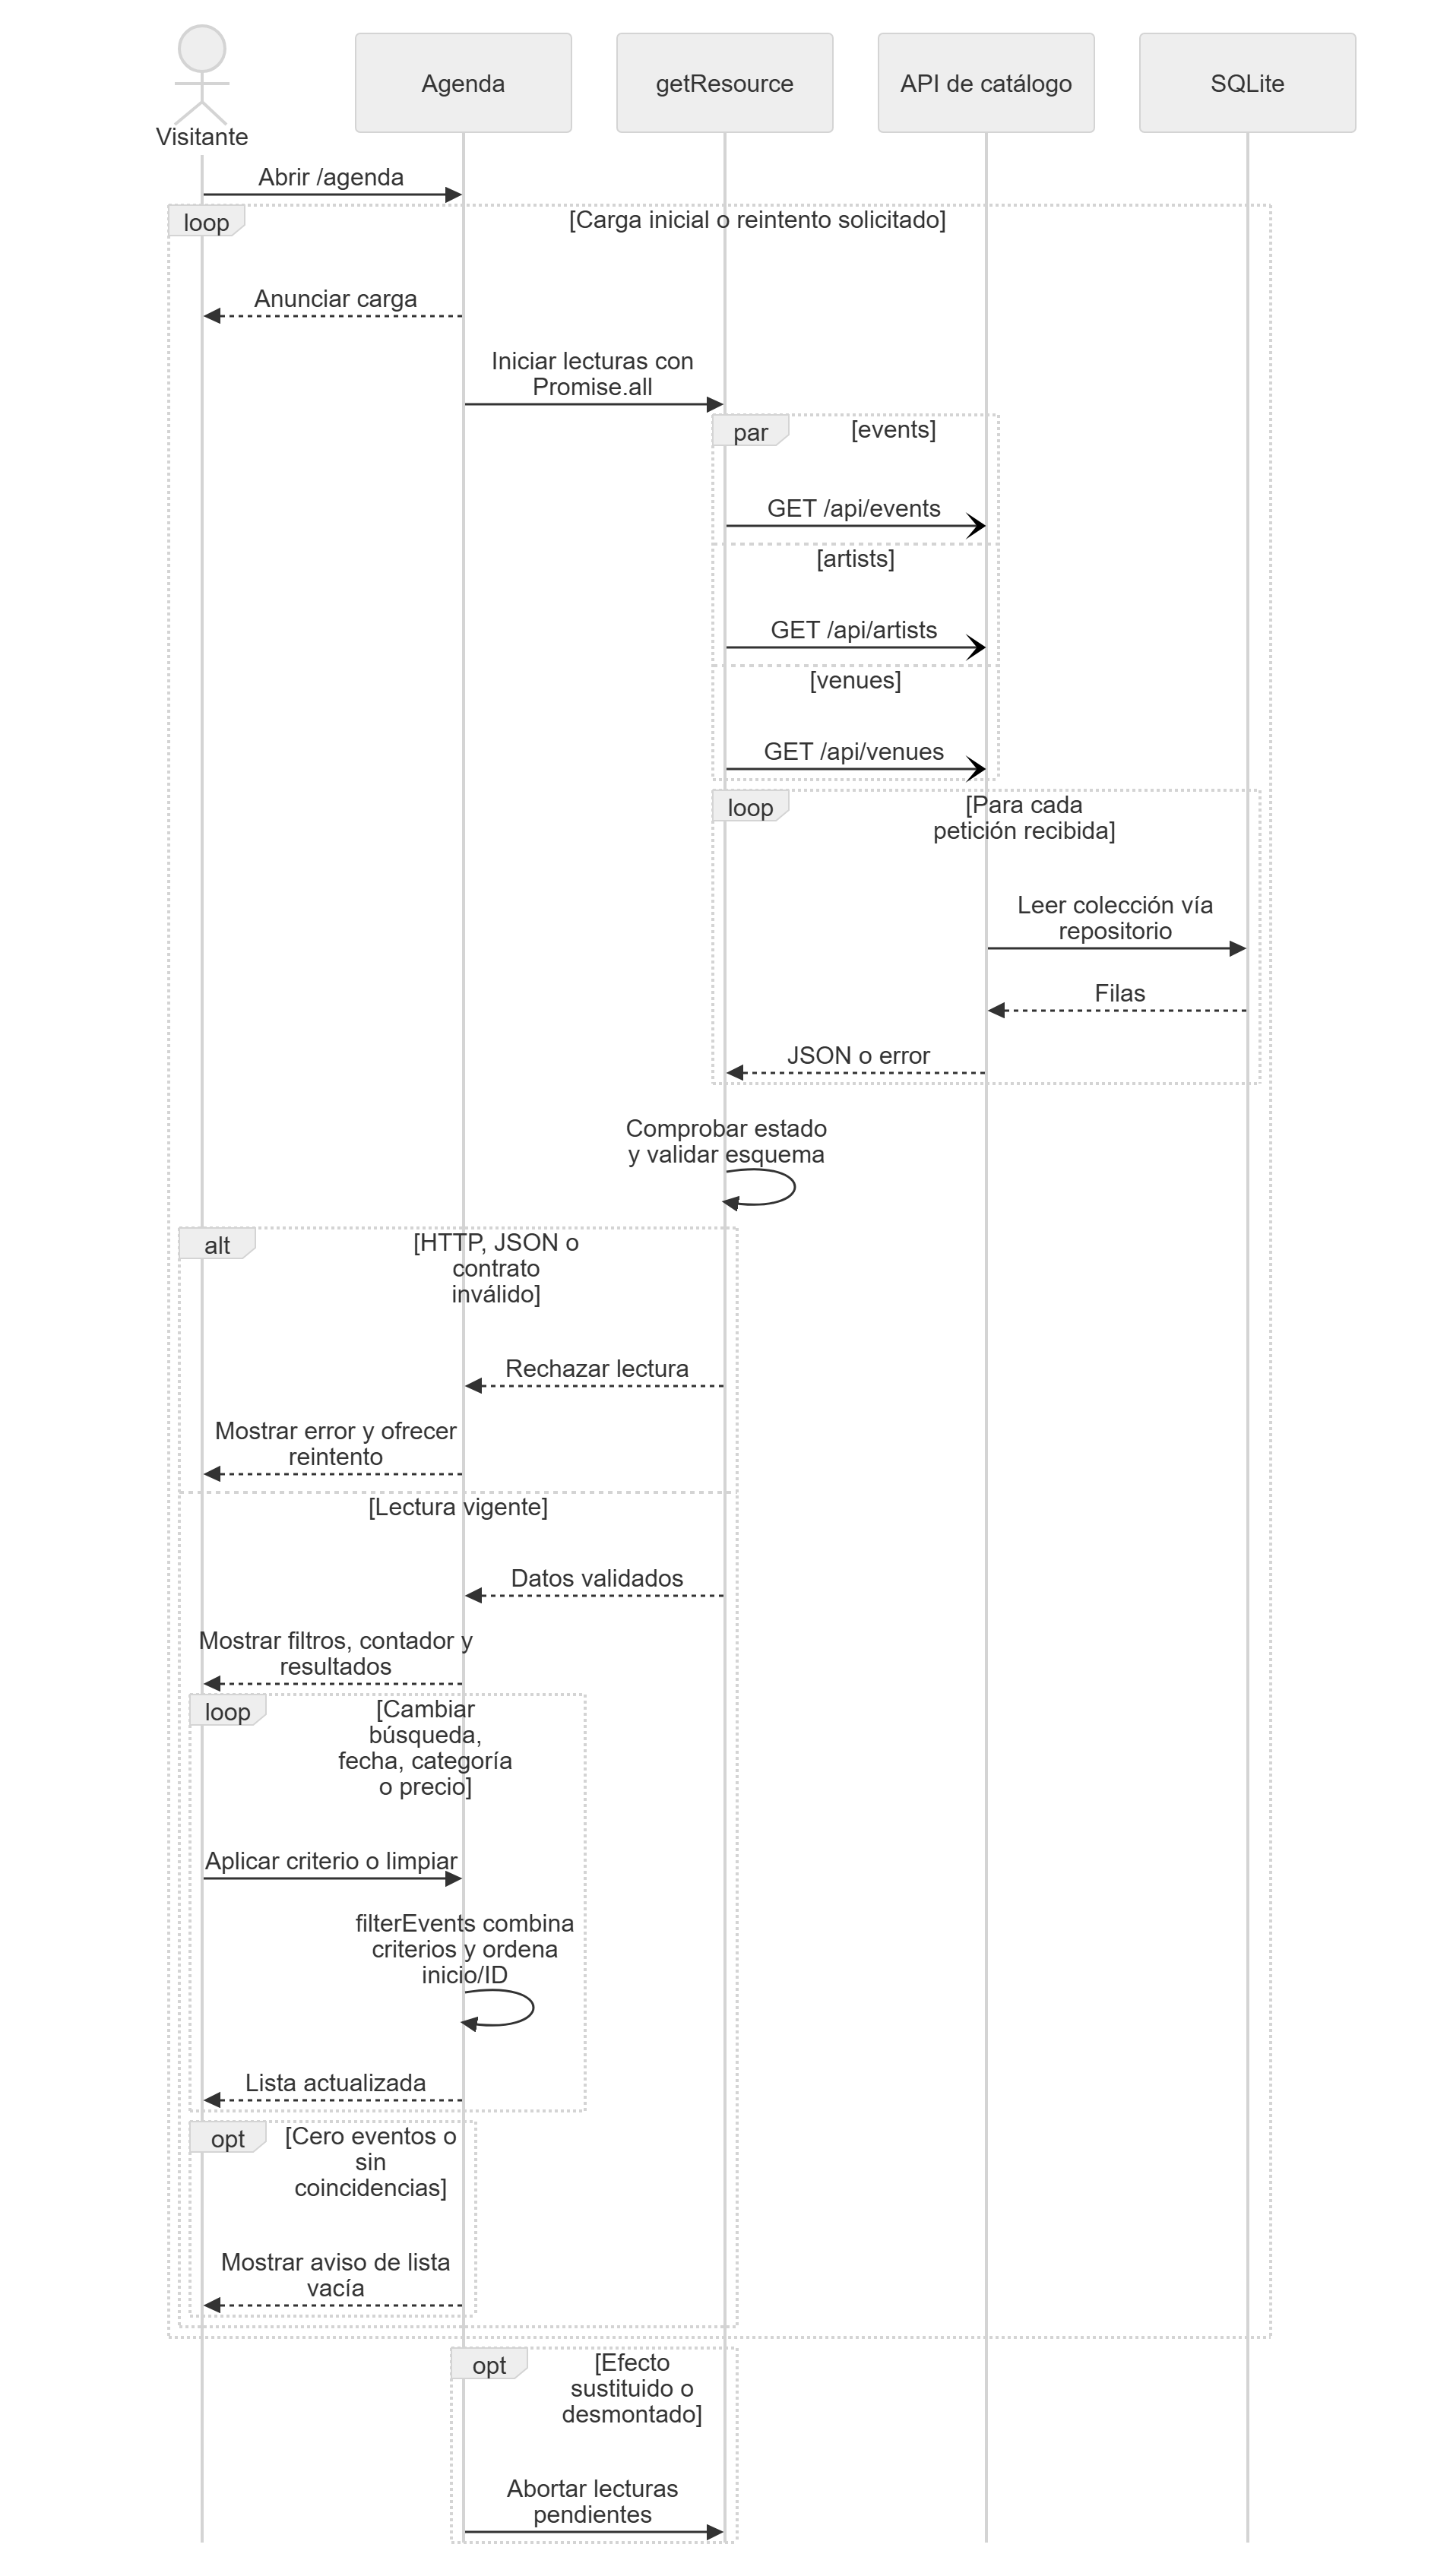 Visitante
Agenda
getResource
API de catálogo
SQLite
Abrir /agenda
loop
[Carga inicial o reintento solicitado]
Anunciar carga
Iniciar lecturas con
Promise.all
par
[events]
GET /api/events
[artists]
GET /api/artists
[venues]
GET /api/venues
loop
[Para cada
petición recibida]
Leer colección vía
repositorio
Filas
JSON o error
Comprobar estado
y validar esquema
alt
[HTTP, JSON o
contrato
inválido]
Rechazar lectura
Mostrar error y ofrecer
reintento
[Lectura vigente]
Datos validados
Mostrar filtros, contador y
resultados
loop
[Cambiar
búsqueda,
fecha, categoría
o precio]
Aplicar criterio o limpiar
filterEvents combina
criterios y ordena
inicio/ID
Lista actualizada
opt
[Cero eventos o
sin
coincidencias]
Mostrar aviso de lista
vacía
opt
[Efecto
sustituido o
desmontado]
Abortar lecturas
pendientes